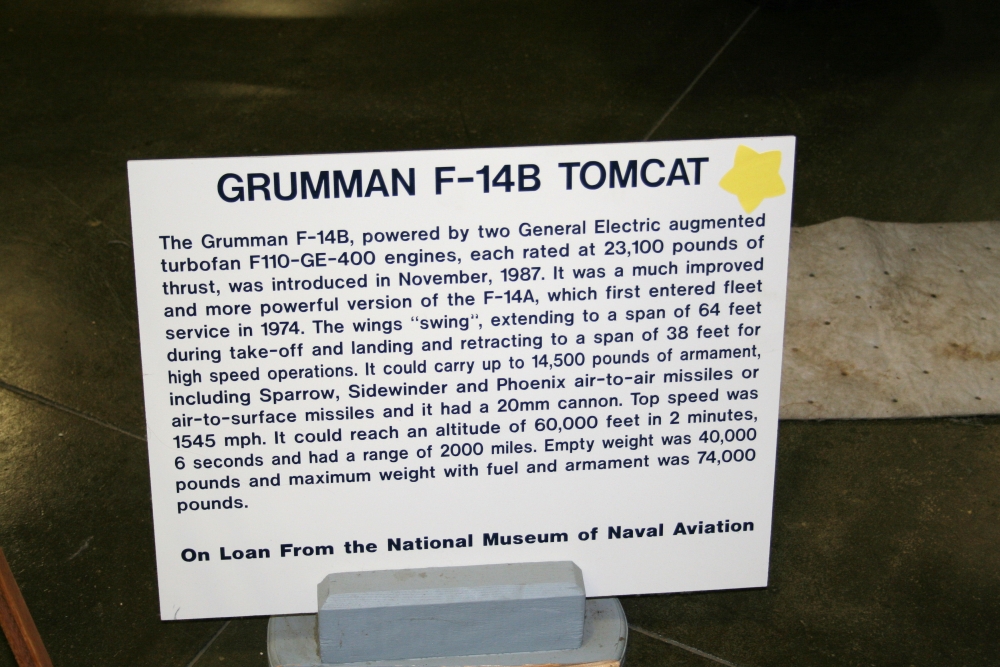 GRUMMAN F-14B TOMCAT
The Grumman F-14B, powered by two General Electric augmented
turbofan F110-GE-400 engines, each rated at 23,100 pounds of
thrust, was introduced in November, 1987. It was a much improved
and more powerful version of the F-14A, which first entered fleet
service in 1974. The wings "swing", extending to a span of 64 feet
during take-off and landing and retracting to a span of 38 feet for
high speed operations. It could carry up to 14,500 pounds of armament,
including Sparrow, Sidewinder and Phoenix air-to-air missiles or
air-to-surface missiles and it had a 20mm cannon. Top speed was
1545 mph. It could reach an altitude of 60,000 feet in 2 minutes,
6 seconds and had a range of 2000 miles. Empty weight was 40,000
pounds and maximum weight with fuel and armament was 74,000
pounds.
On Loan From the National Museum of Naval Aviation